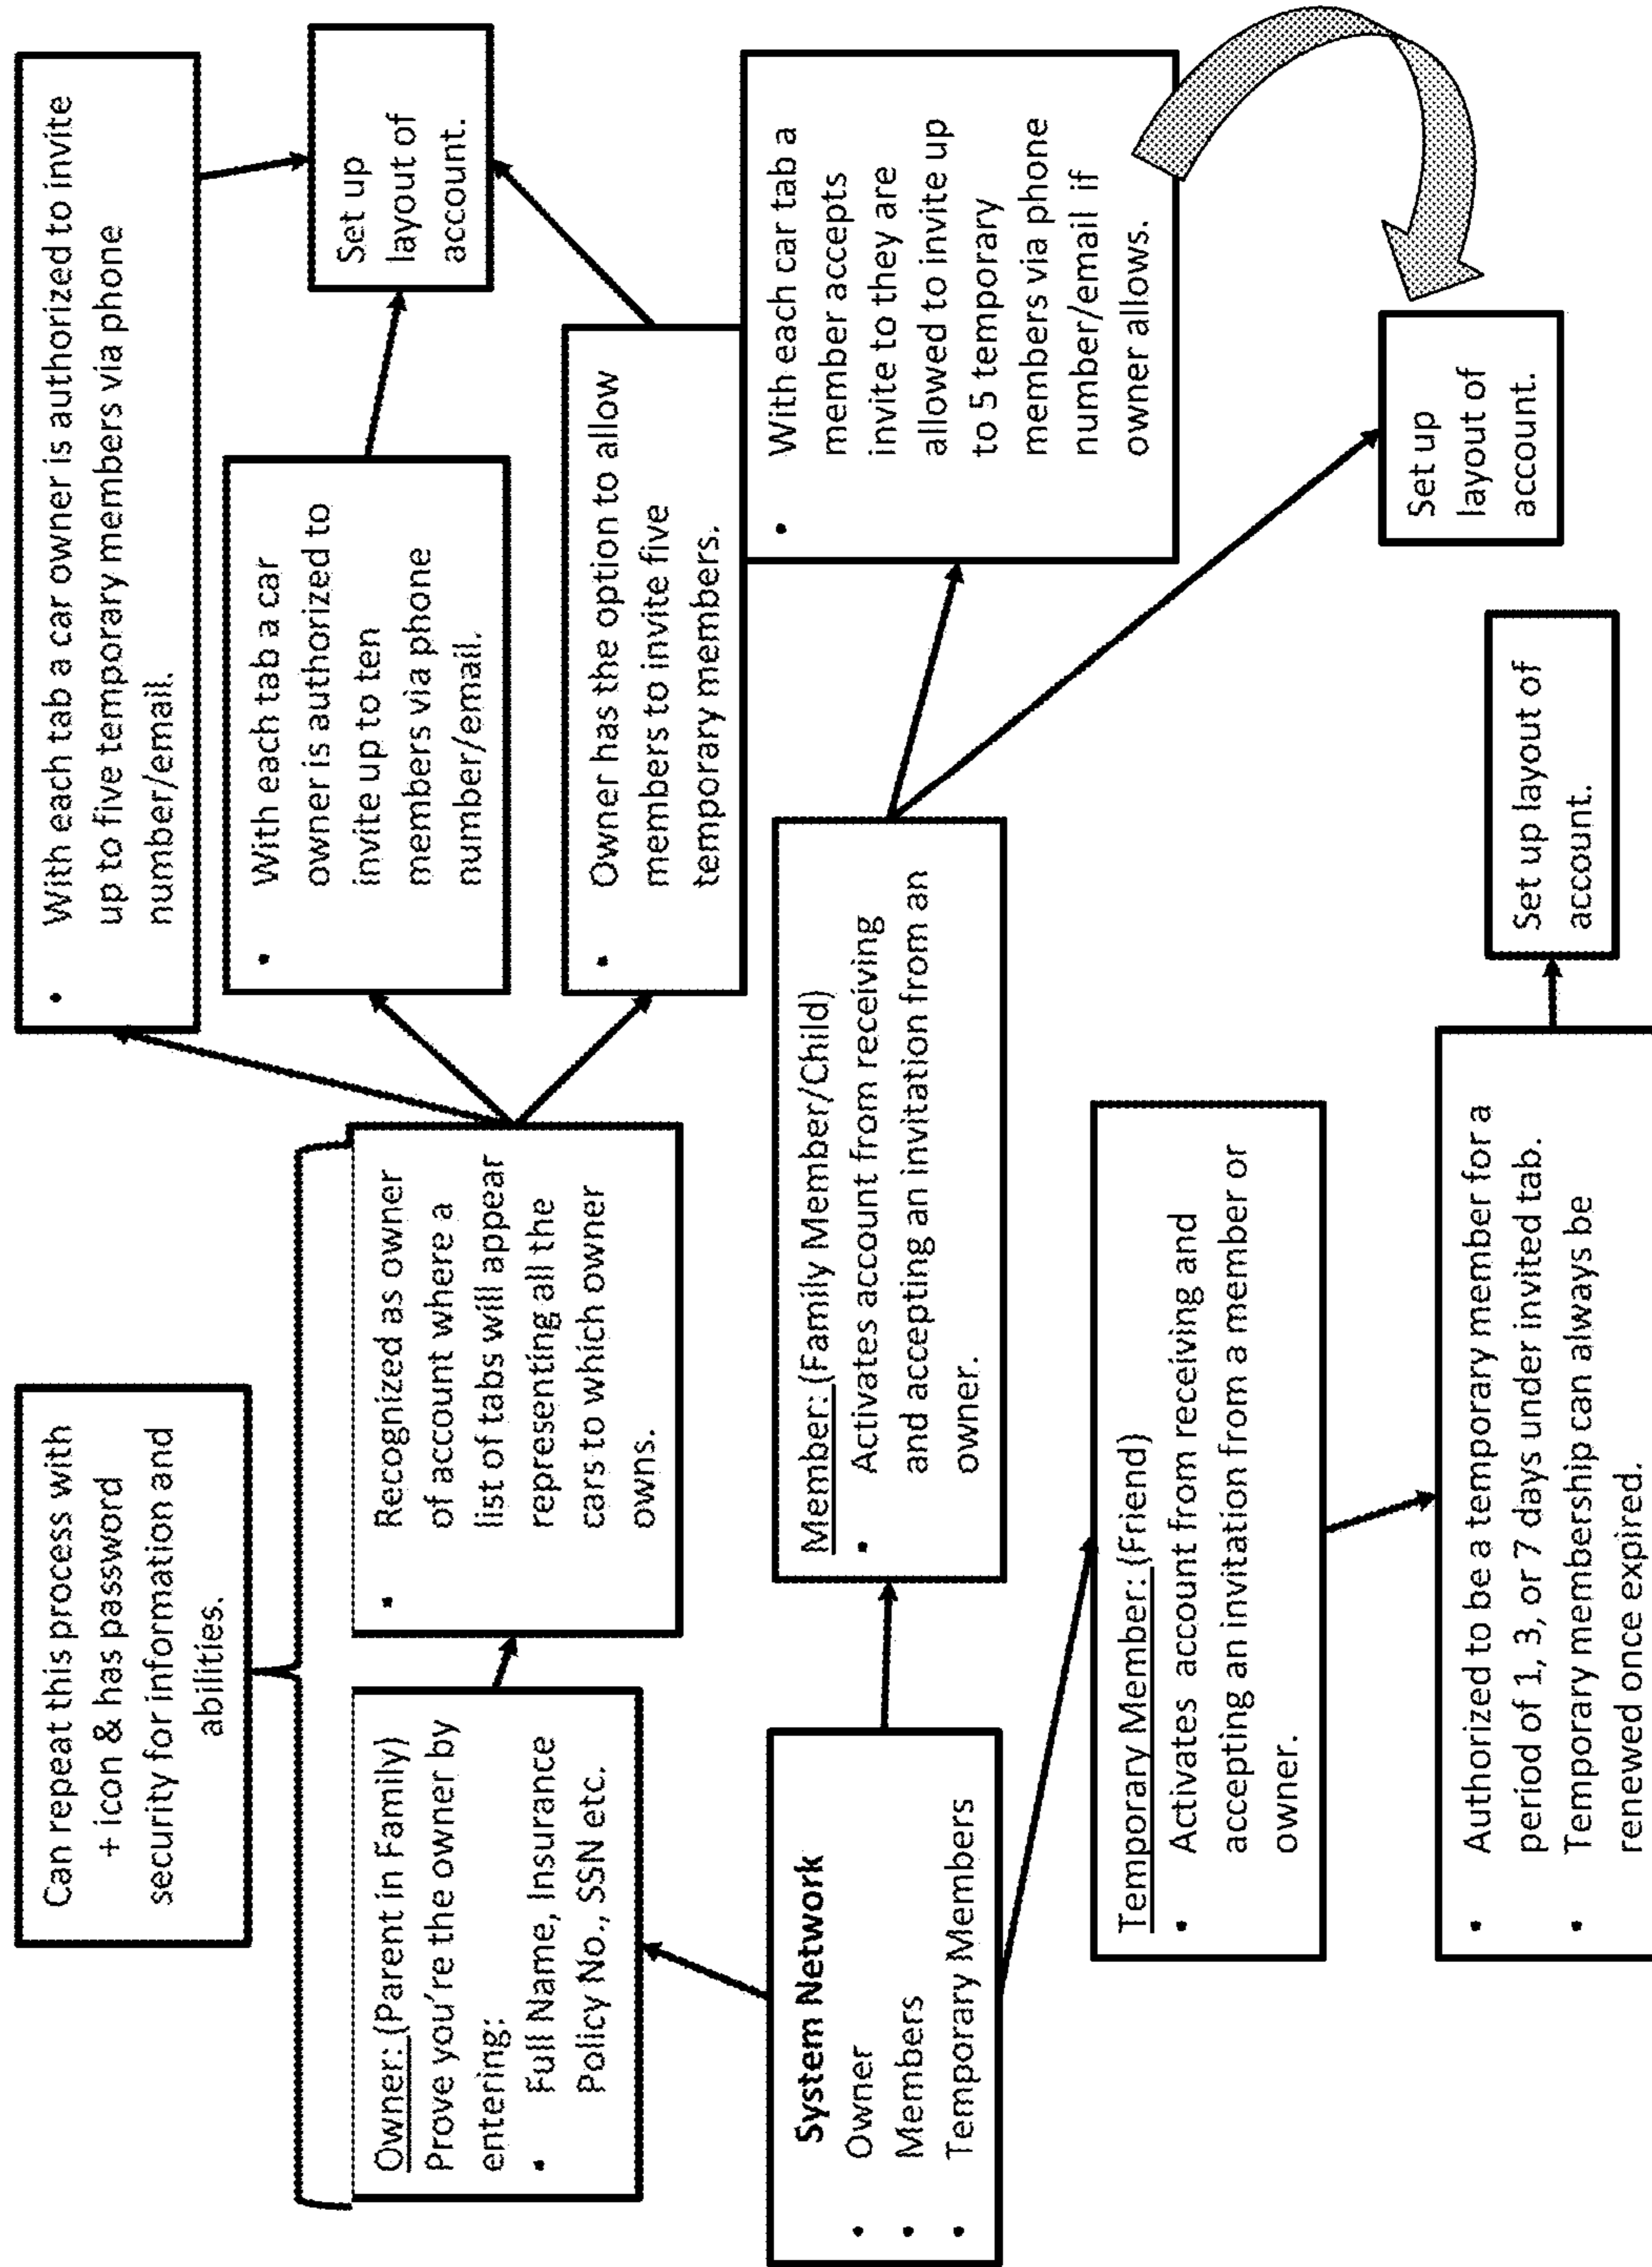 Can repeat this process with
+ icon & has password
security for information and
abilities.
Owner: (Parent in Family)
Prove you're the owner by
entering:
• Full Name, Insurance
Policy No., SSN etc.
• Recognized as owner
of account where a
list of tabs will appear
representing all the
cars to which owner
owns.
• With each tab a car owner is authorized to invite
up to five temporary members via phone
number/email.
• With each tab a car
owner is authorized to
invite up to ten
members via phone
number/email.
• Owner has the option to allow
members to invite five
temporary members.
Set up
layout of
account.
System Network
• Owner
• Members
• Temporary Members
Member: (Family Member/Child)
• Activates account from receiving
and accepting an invitation from an
owner.
• With each car tab a
member accepts
invite to they are
allowed to invite up
to 5 temporary
members via phone
number/email if
owner allows.
Set up
layout of
account.
Temporary Member: (Friend)
• Activates account from receiving and
accepting an invitation from a member or
owner.
• Authorized to be a temporary member for a
period of 1, 3, or 7 days under invited tab.
• Temporary membership can always be
renewed once expired.
Set up layout of
account.